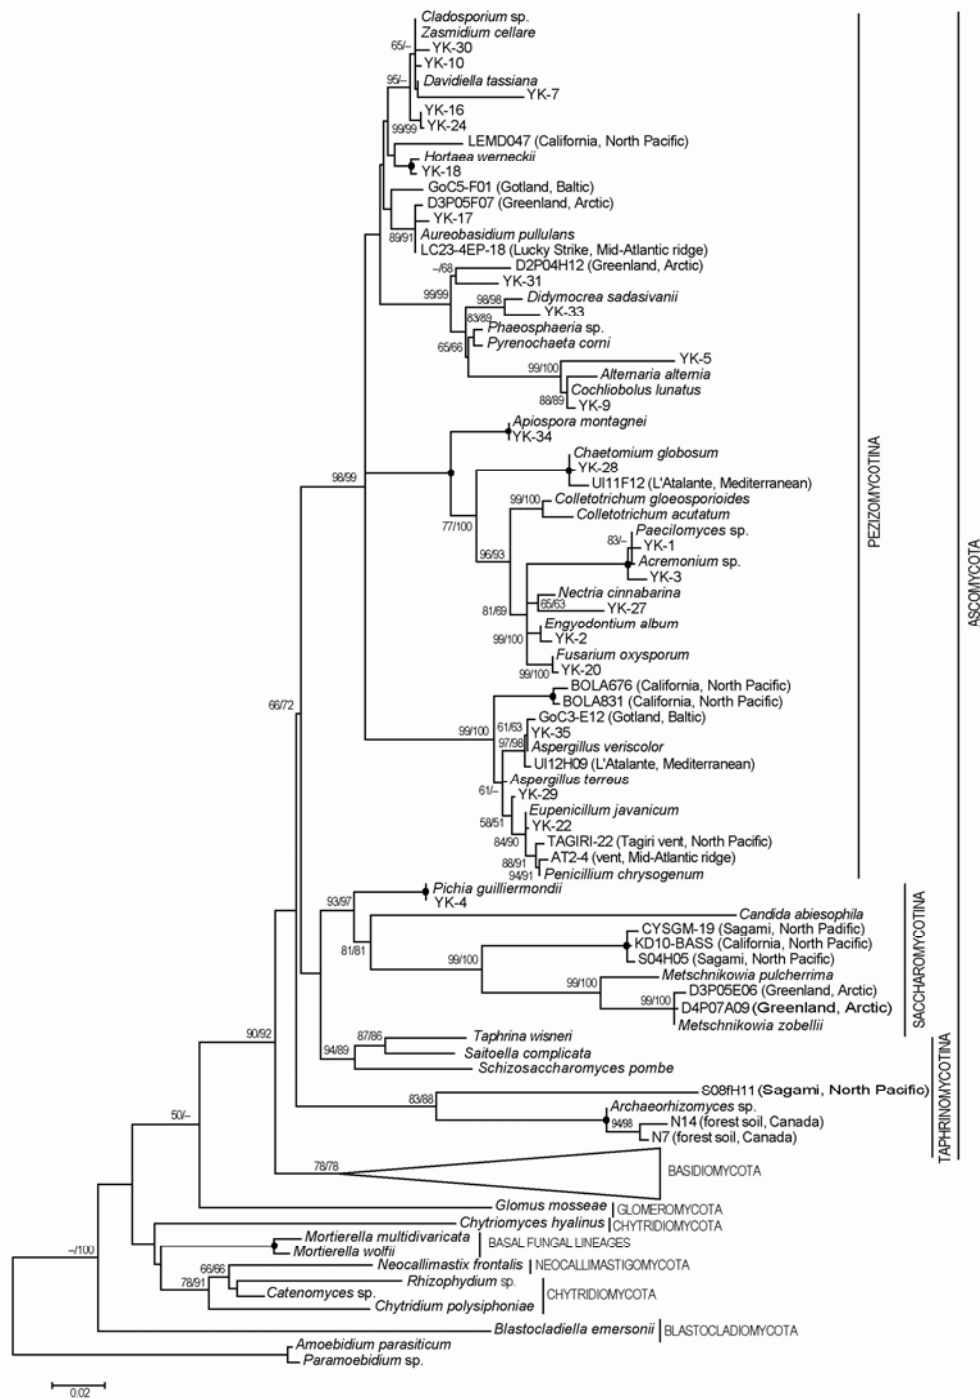 Cladosporium sp.
Zasmidium cellare
65/–
YK-30
YK-10
95/–
Davidiella tassiana
YK-7
YK-16
99/99
YK-24
LEMD047 (California, North Pacific)
Hortaea werneckii
YK-18
GoC5-F01 (Gotland, Baltic)
D3P05F07 (Greenland, Arctic)
YK-17
89/91
Aureobasidium pullulans
LC23-4EP-18 (Lucky Strike, Mid-Atlantic ridge)
–/68
D2P04H12 (Greenland, Arctic)
YK-31
99/99
98/98
Didymocrea sadasivanii
83/89
YK-33
Phaeosphaeria sp.
65/66
Pyrenochaeta corni
99/100
YK-5
Alternaria alternia
Cochliobolus lunatus
88/89
YK-9
Apiospora montagnei
YK-34
98/99
Chaetomium globosum
YK-28
UI11F12 (L'Atalante, Mediterranean)
77/100
99/100
Colletotrichum gloeosporioides
Colletotrichum acutatum
Paecilomyces sp.
83/–
YK-1
96/93
Acremonium sp.
YK-3
Nectria cinnabarina
65/63
YK-27
81/69
Engyodontium album
99/100
YK-2
Fusarium oxysporum
99/100
YK-20
BOLA676 (California, North Pacific)
BOLA831 (California, North Pacific)
66/72
GoC3-E12 (Gotland, Baltic)
61/63
99/100
YK-35
97/98
Aspergillus veriscolor
UI12H09 (L'Atalante, Mediterranean)
Aspergillus terreus
61/–
YK-29
Eupenicillum javanicum
58/51
YK-22
84/90
TAGIRI-22 (Tagiri vent, North Pacific)
88/91
AT2-4 (vent, Mid-Atlantic ridge)
94/91
Penicillium chrysogenum
PEZIZOMYCOTINA
ASCOMYCOTA
93/97
Pichia guilliermondii
YK-4
Candida abiesophila
81/81
CYSGM-19 (Sagami, North Padific)
KD10-BASS (California, North Pacific)
99/100
S04H05 (Sagami, North Pacific)
Metschnikowia pulcherrima
99/100
D3P05E06 (Greenland, Arctic)
99/100
D4P07A09 (Greenland, Arctic)
Metschnikowia zobellii
SACCHAROMYCOTINA
90/92
87/86
Taphrina wisneri
94/89
Saitoella complicata
Schizosaccharomyces pombe
S08fH11 (Sagami, North Pacific)
83/88
Archaeorhizomyces sp.
94/98
N14 (forest soil, Canada)
N7 (forest soil, Canada)
TAPHRINOMYCOTINA
50/–
78/78
BASIDIOMYCOTA
Glomus mosseae
GLOMEROMYCOTA
Chytriomyces hyalinus
CHYTRIDIOMYCOTA
–/100
Mortierella multidivaricata
BASAL FUNGAL LINEAGES
Mortierella wolfii
66/66
Neocallimastix frontalis
NEOCALLIMASTIGOMYCOTA
78/91
Rhizophydium sp.
Catenomyces sp.
CHYTRIDIOMYCOTA
Chytridium polysiphoniae
Blastocladiella emersonii
BLASTOCLADIOMYCOTA
Amoebidium parasiticum
Paramoebidium sp.
0.02